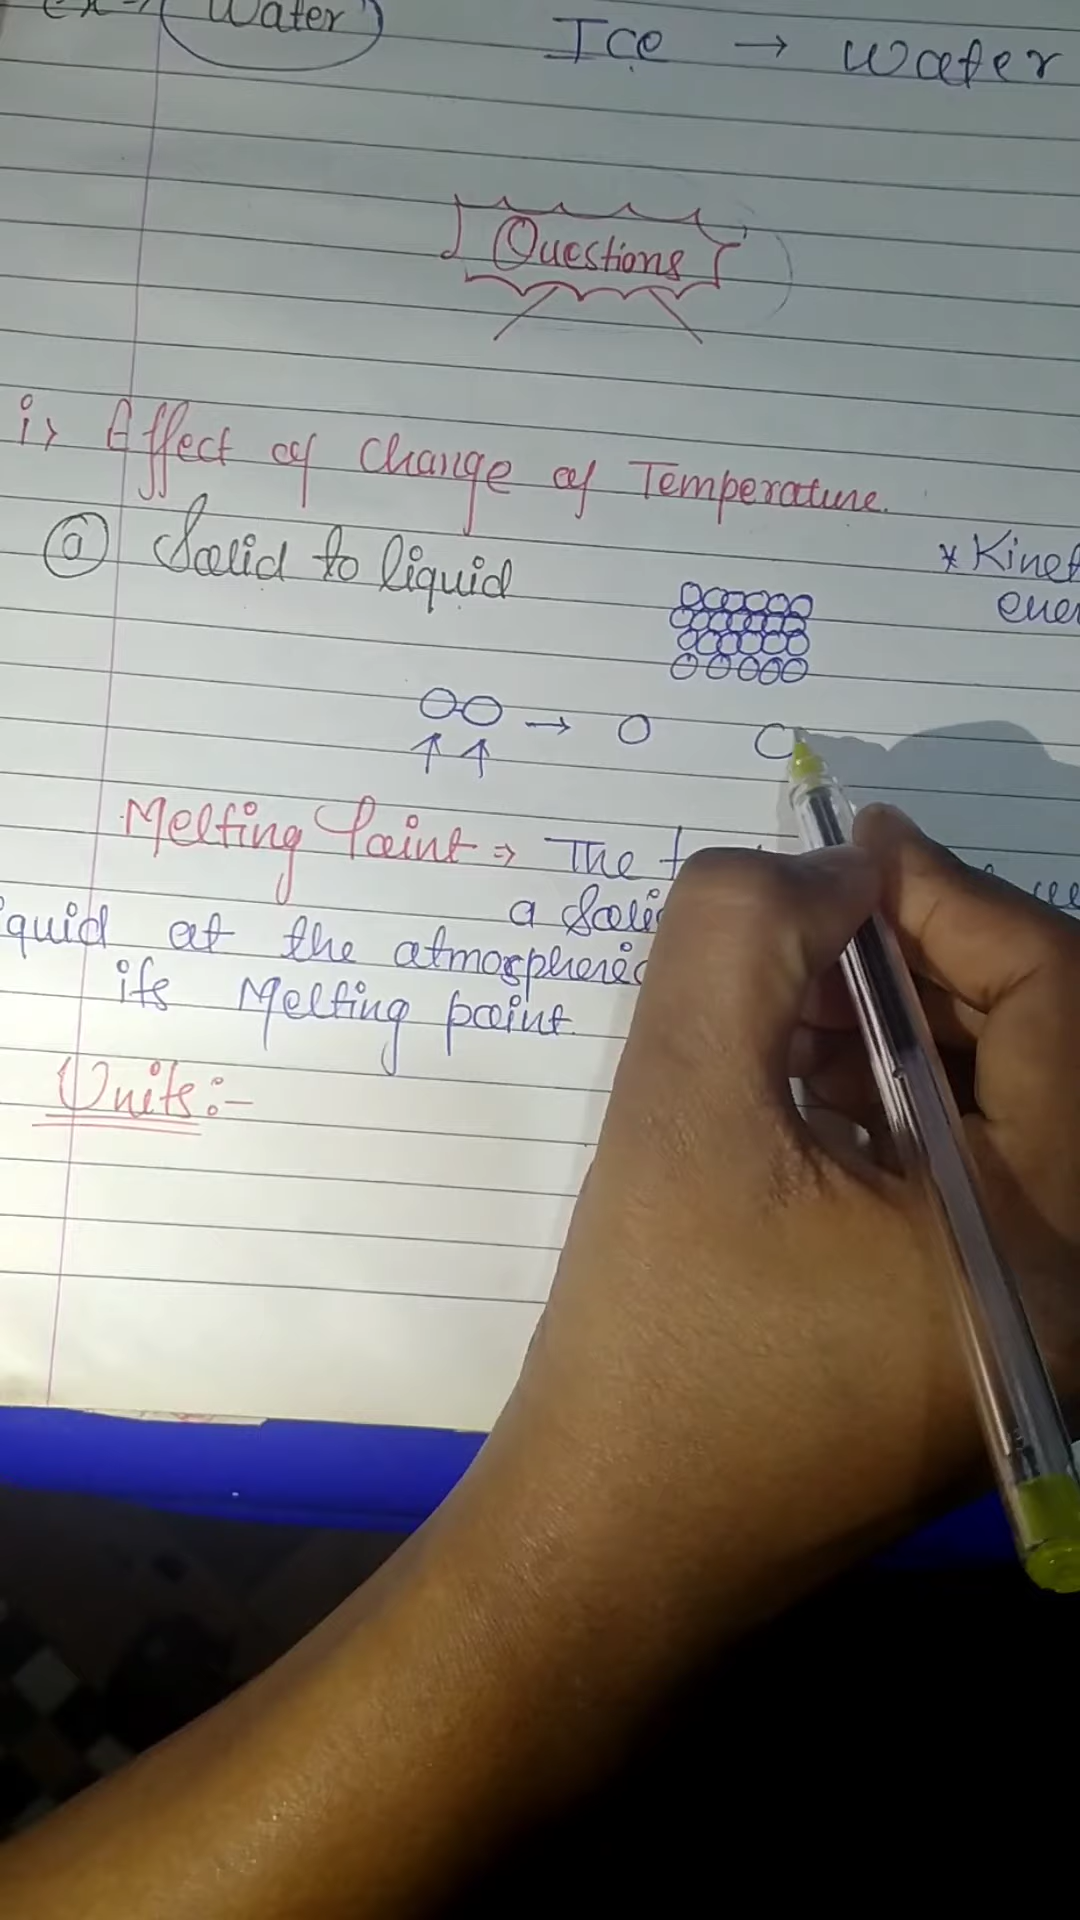 ex → Water
Ice → Water
Questions
i> Effect of Change of Temperature.
a Solid to liquid
* Kinet
ener
→
↑ ↑
Melting Point ⇒ The
a Soli
quid at the atmospheric
its Melting point
Units:-